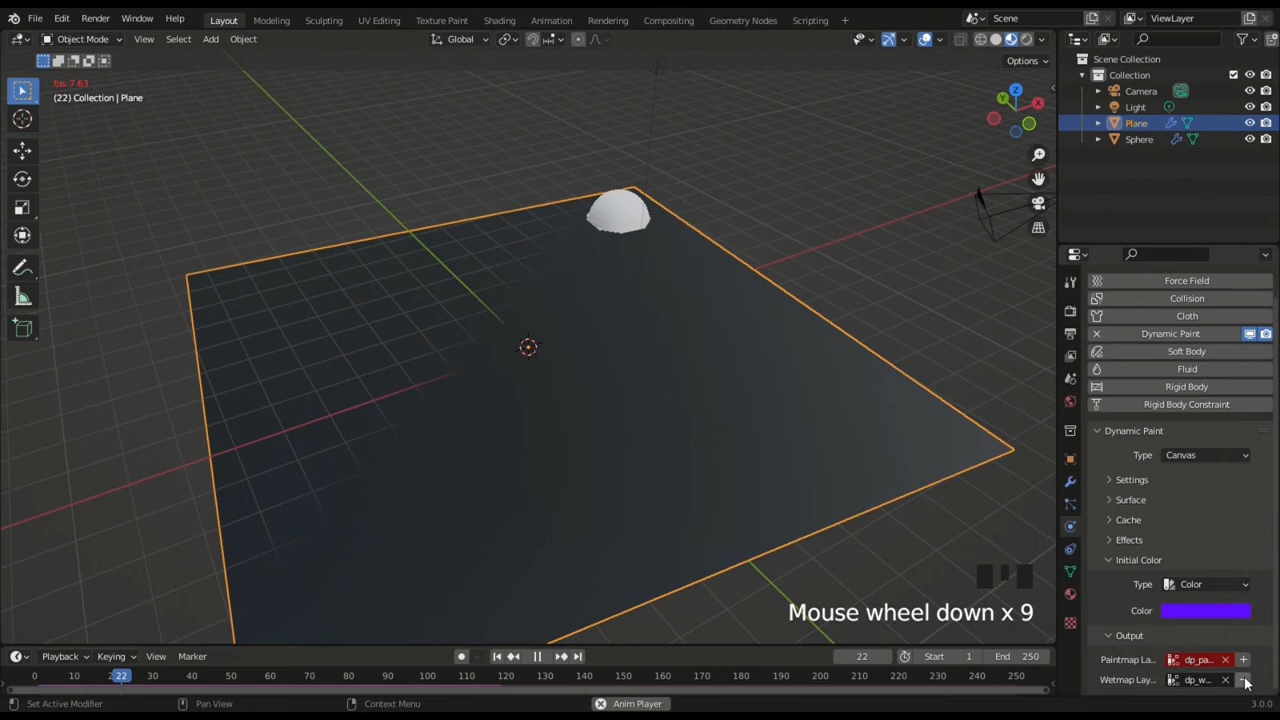 File Edit Render Window Help Layout Modeling Sculpting UV Editing Texture Paint Shading Animation Rendering Compositing Geometry Nodes Scripting + Scene ViewLayer
Object Mode View Select Add Object Global
Options
fps: 7.63
(22) Collection | Plane
Scene Collection
Collection
Camera
Light
Plane
Sphere
Z
Y
X
Force Field
Collision
Cloth
Dynamic Paint
Soft Body
Fluid
Rigid Body
Rigid Body Constraint
Dynamic Paint
Type Canvas
Settings
Surface
Cache
Effects
Initial Color
Type Color
Color
Output
Paintmap La... dp_pa...
Wetmap Lay... dp_w...
Mouse wheel down x 9
Playback Keying View Marker 22 Start 1 End 250
0 10 22 30 40 50 60 70 80 90 100 110 120 130 140 150 160 170 180 190 200 210 220 230 240 250
Set Active Modifier Pan View Context Menu Anim Player 3.0.0